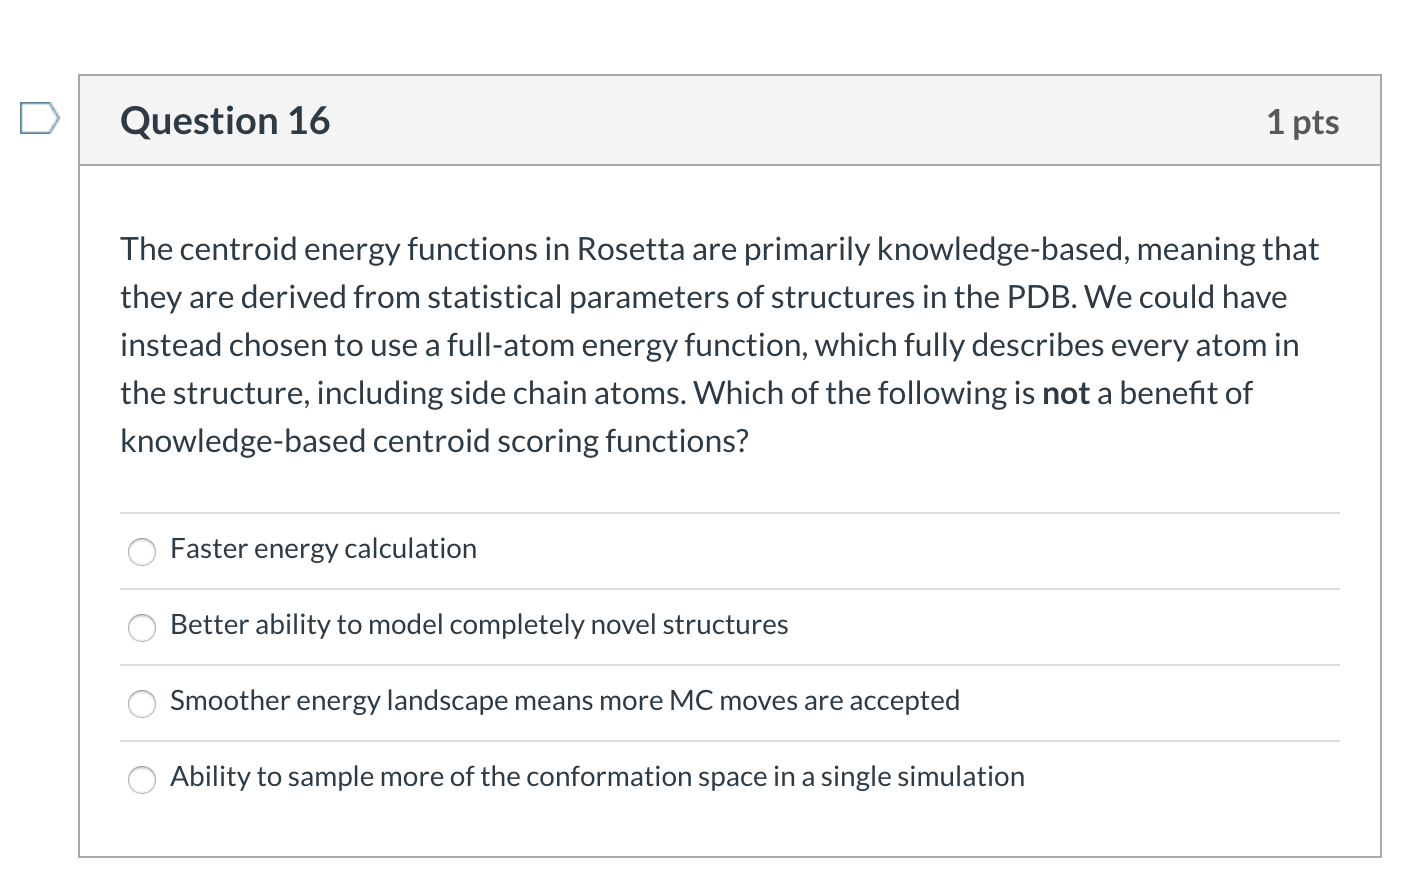 Question 16
1 pts
The centroid energy functions in Rosetta are primarily knowledge-based, meaning that
they are derived from statistical parameters of structures in the PDB. We could have
instead chosen to use a full-atom energy function, which fully describes every atom in
the structure, including side chain atoms. Which of the following is not a benefit of
knowledge-based centroid scoring functions?
Faster energy calculation
Better ability to model completely novel structures
Smoother energy landscape means more MC moves are accepted
Ability to sample more of the conformation space in a single simulation